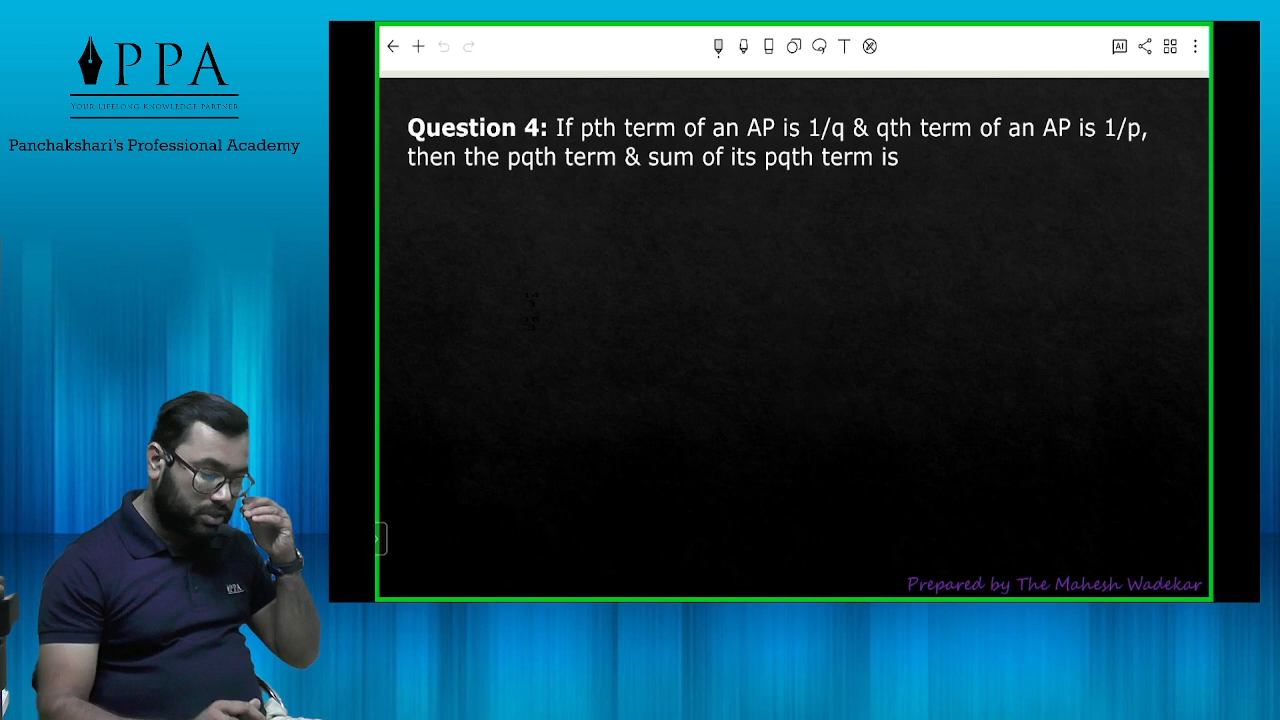 PPA
YOUR LIFELONG KNOWLEDGE PARTNER
Panchakshari's Professional Academy
AI
T
Question 4: If pth term of an AP is 1/q & qth term of an AP is 1/p,
then the pqth term & sum of its pqth term is
PPA
Prepared by The Mahesh Wadekar